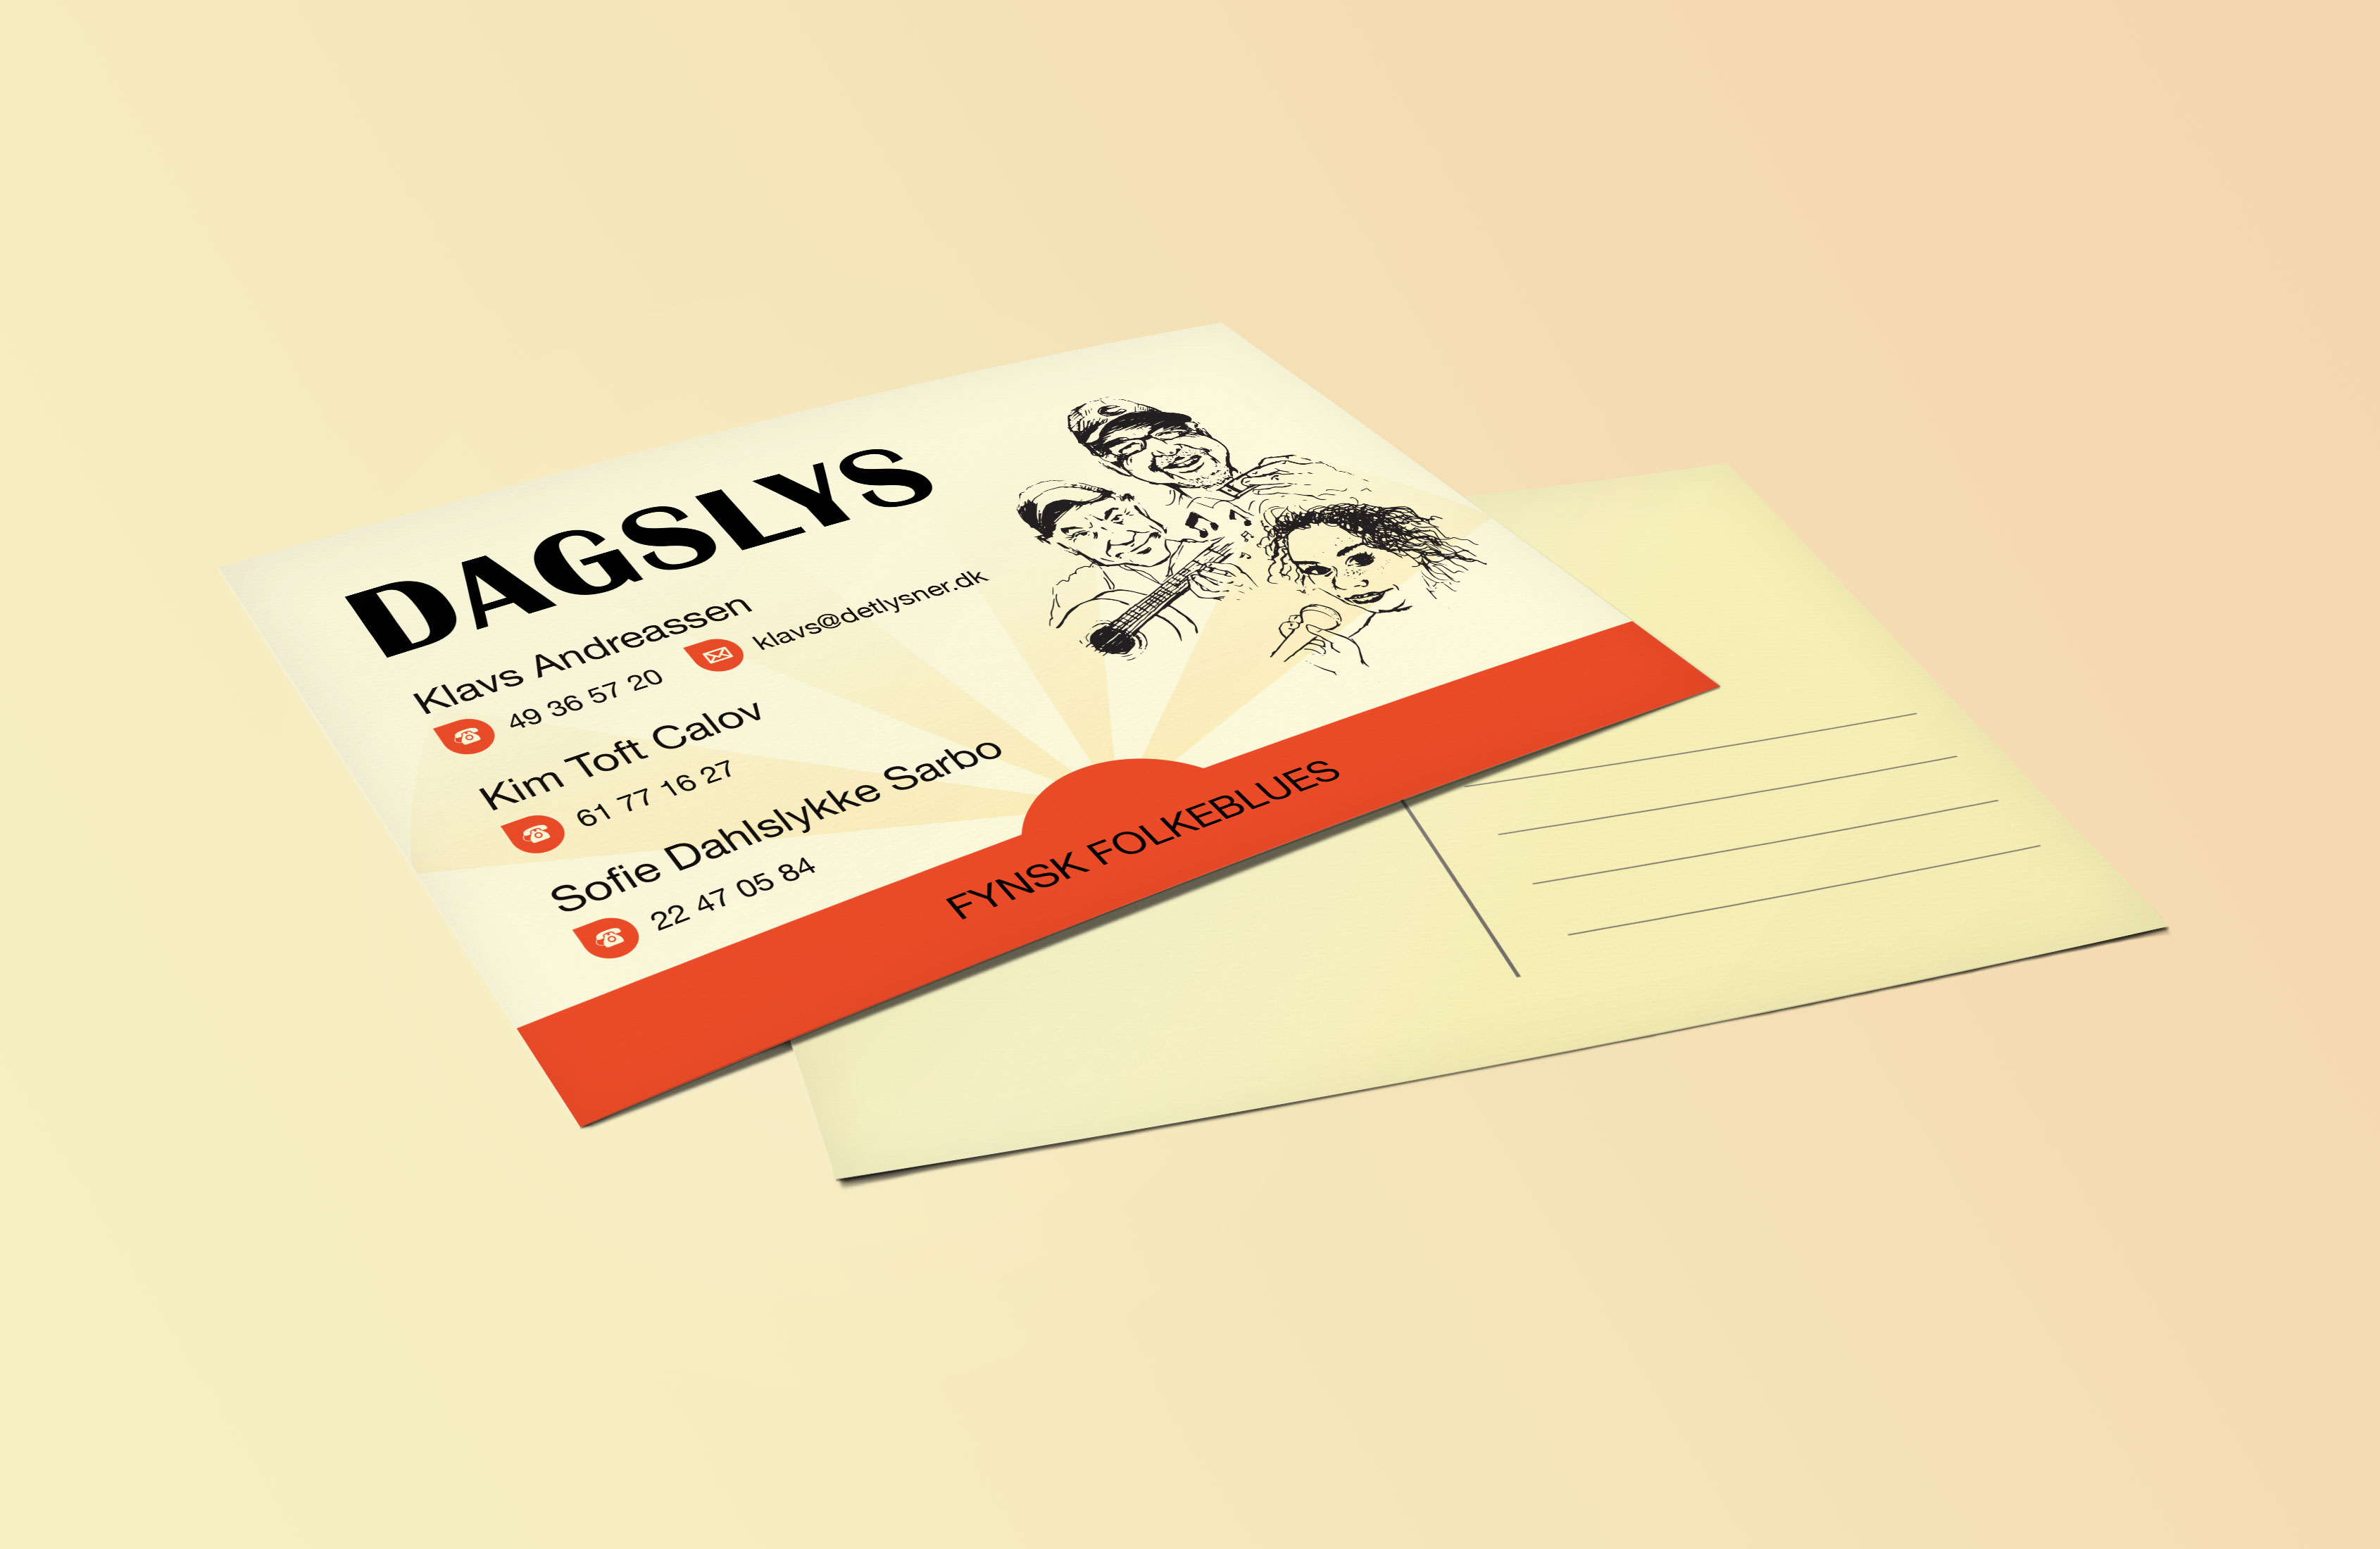 DAGSLYS
Klavs Andreassen
49 36 57 20 klavs@detlysner.dk
Kim Toft Calov
61 77 16 27
Sofie Dahlslykke Sarbo
22 47 05 84
FYNSK FOLKEBLUES